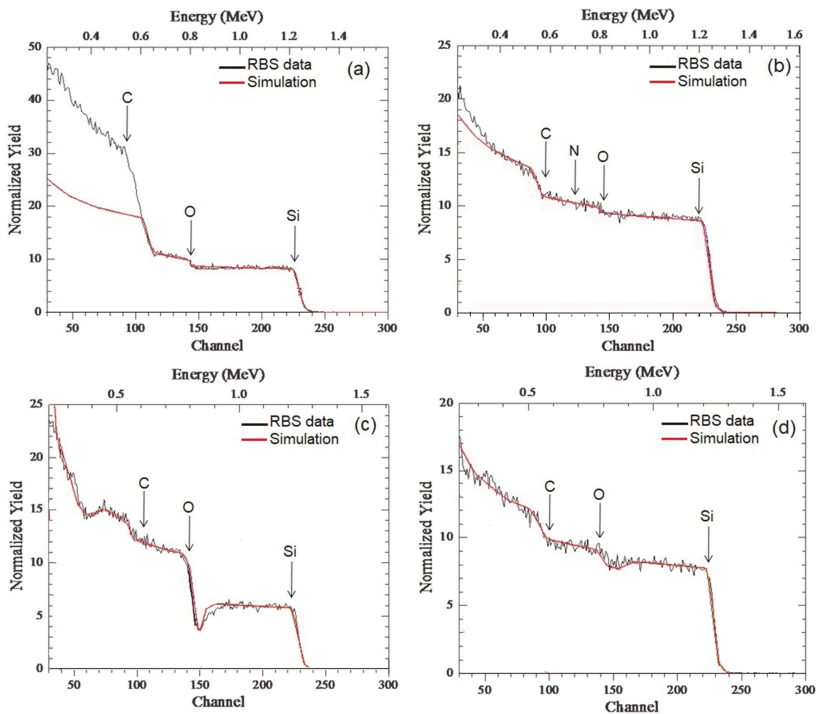 Energy (MeV)
0.4 0.6 0.8 1.0 1.2 1.4
50
40
30
20
10
0
Normalized Yield
RBS data
Simulation
(a)
C
O
Si
50 100 150 200 250 300
Channel
Energy (MeV)
0.4 0.6 0.8 1.0 1.2 1.4 1.6
25
20
15
10
5
0
Normalized Yield
RBS data
Simulation
(b)
C
N
O
Si
50 100 150 200 250 300
Channel
Energy (MeV)
0.5 1.0 1.5
25
20
15
10
5
0
Normalized Yield
RBS data
Simulation
(c)
C
O
Si
50 100 150 200 250 300
Channel
Energy (MeV)
0.5 1.0 1.5
20
15
10
5
0
Normalized Yield
RBS data
Simulation
(d)
C
O
Si
50 100 150 200 250 300
Channel